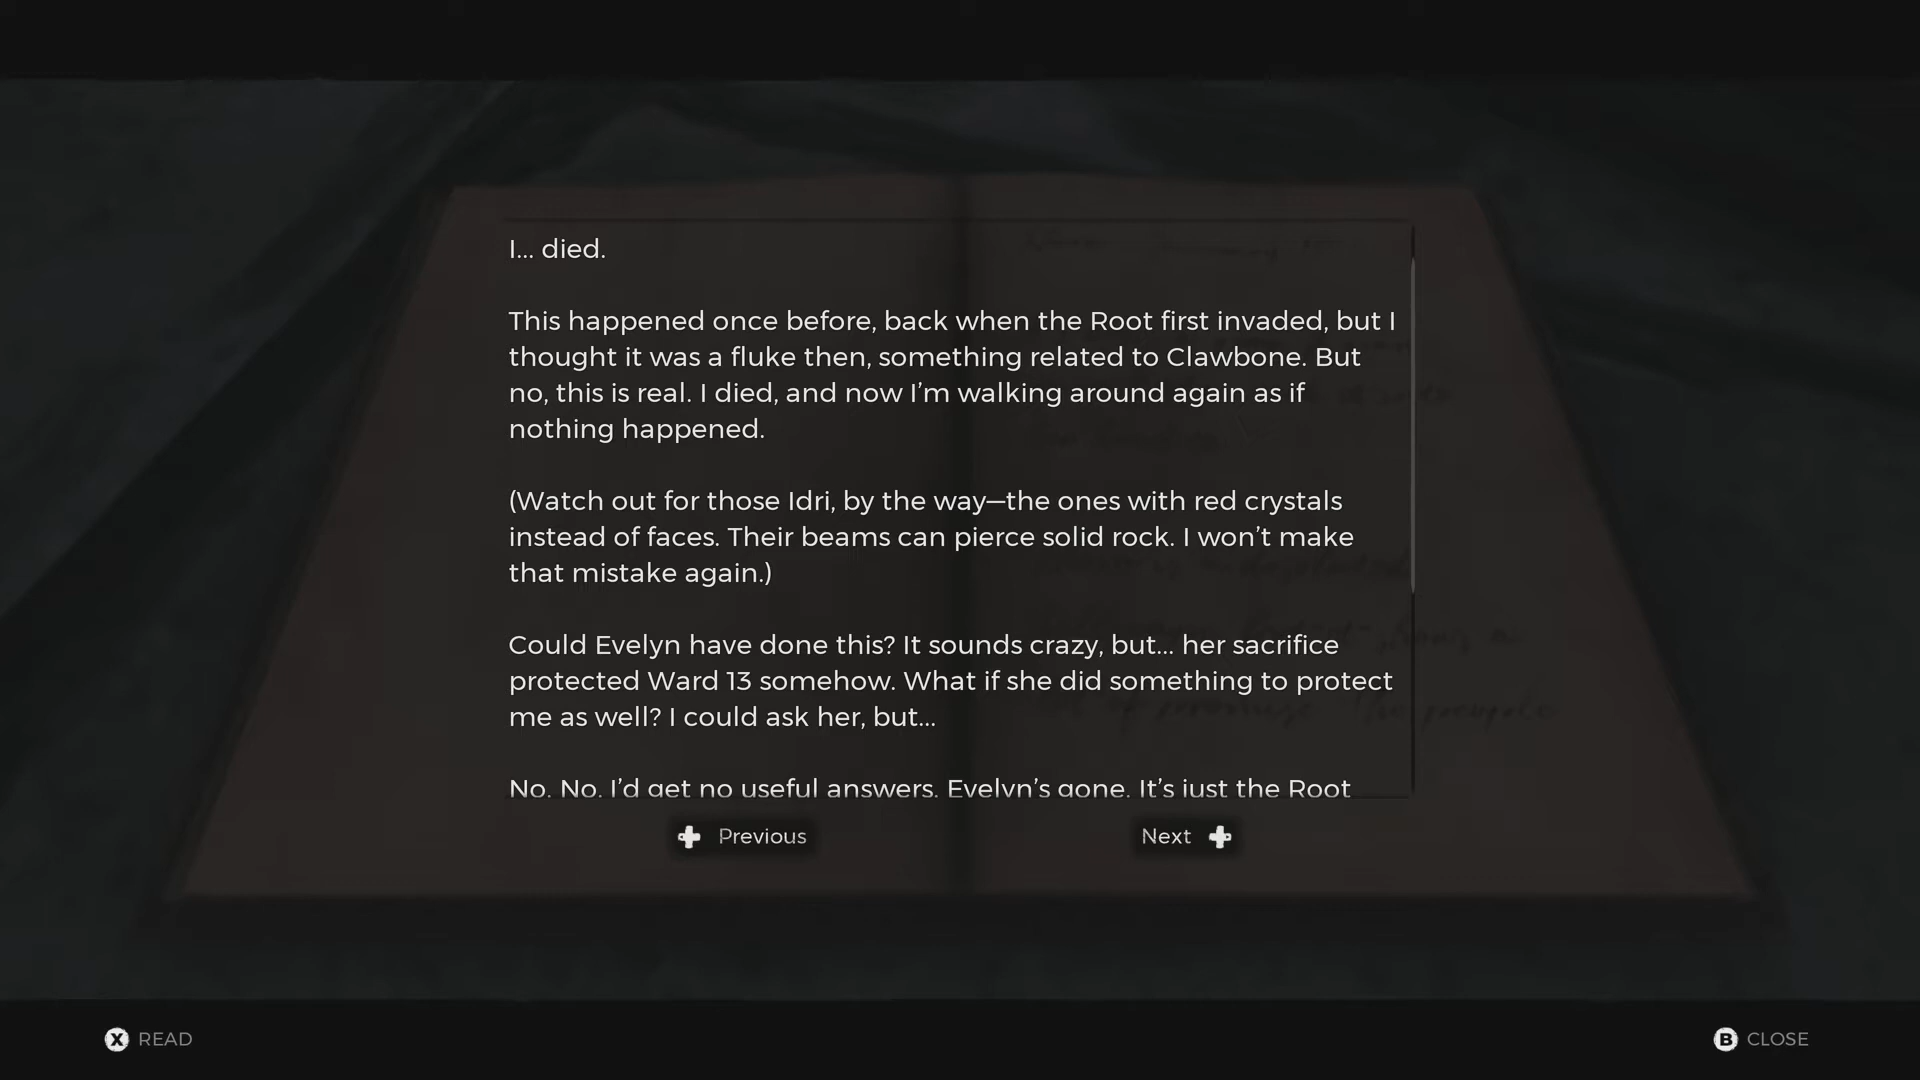 I... died.
This happened once before, back when the Root first invaded, but I
thought it was a fluke then, something related to Clawbone. But
no, this is real. I died, and now I’m walking around again as if
nothing happened.
(Watch out for those Idri, by the way—the ones with red crystals
instead of faces. Their beams can pierce solid rock. I won’t make
that mistake again.)
Could Evelyn have done this? It sounds crazy, but... her sacrifice
protected Ward 13 somehow. What if she did something to protect
me as well? I could ask her, but...
No. No. I’d get no useful answers. Evelyn’s gone. It’s just the Root
Previous
Next
X READ
B CLOSE